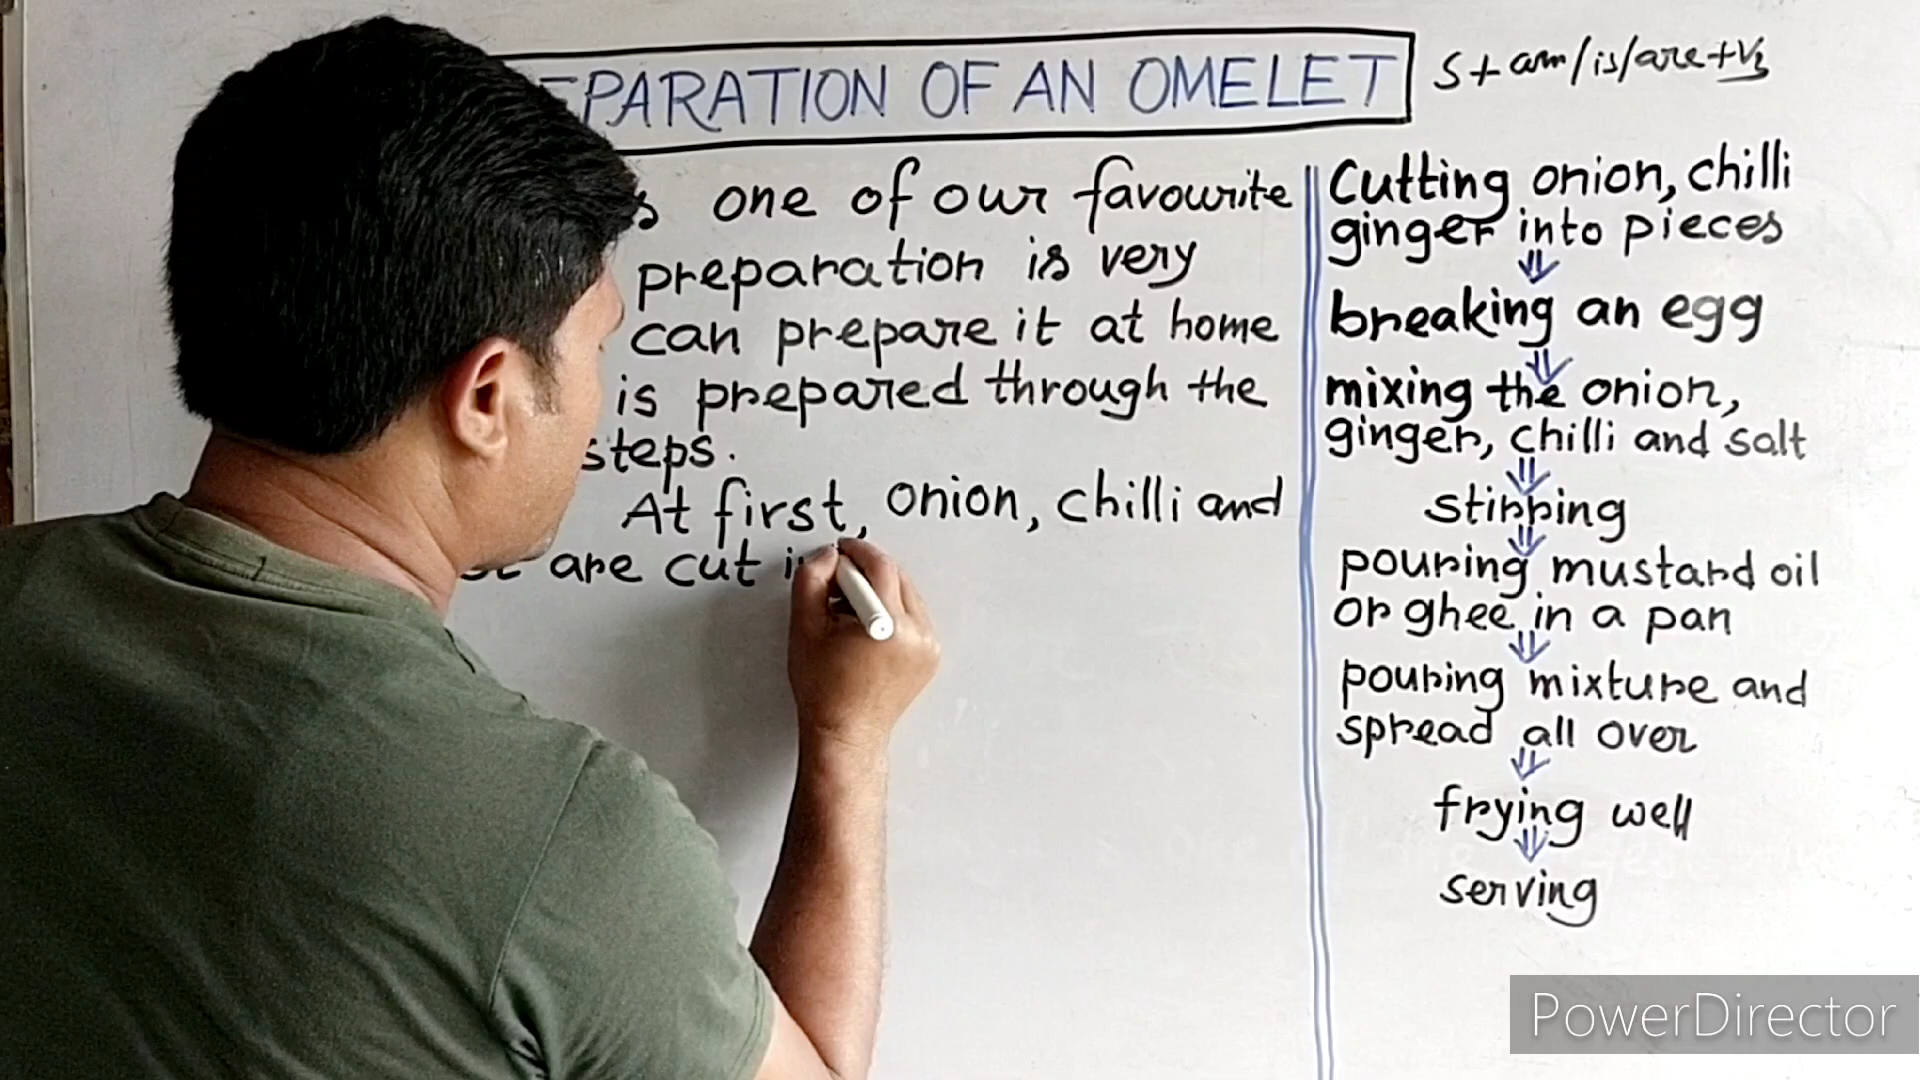 EPARATION OF AN OMELET
S + am/is/are + V3
one of our favourite
preparation is very
can prepare it at home
is prepared through the
steps.
At first, onion, chilli and
are cut
Cutting onion, chilli
ginger into pieces
breaking an egg
mixing the onion,
ginger, chilli and salt
stirring
pouring mustard oil
or ghee in a pan
pouring mixture and
spread all over
frying well
serving
PowerDirector